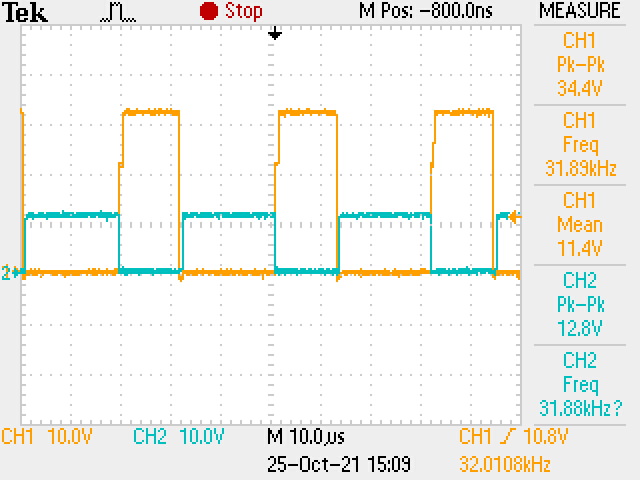 Tek Stop M Pos: -800.0ns MEASURE
CH1
Pk-Pk
34.4V
CH1
Freq
31.89kHz
CH1
Mean
11.4V
CH2
Pk-Pk
12.8V
CH2
Freq
31.88kHz?
2
CH1 10.0V CH2 10.0V M 10.0µs CH1 10.8V
25-Oct-21 15:09 32.0108kHz